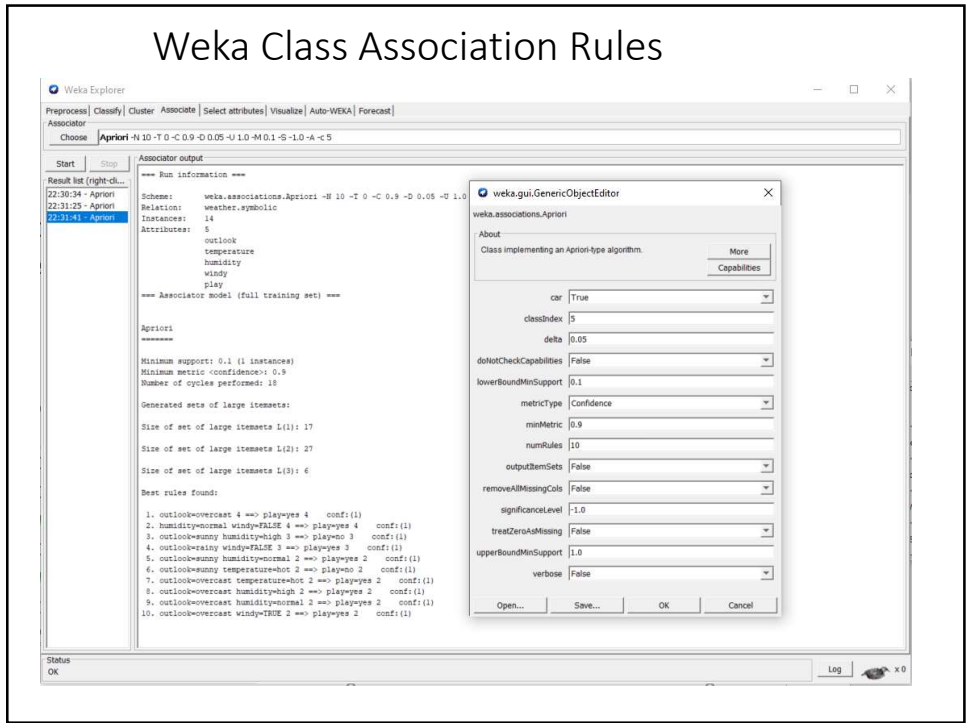 Weka Class Association Rules
Weka Explorer
Preprocess Classify Cluster Associate Select attributes Visualize Auto-WEKA Forecast
Associator
Choose Apriori -N 10 -T 0 -C 0.9 -D 0.05 -U 1.0 -M 0.1 -S -1.0 -A -c 5
Start Stop
Result list (right-cli...
22:30:34 - Apriori
22:31:25 - Apriori
22:31:41 - Apriori
Associator output
=== Run information ===
Scheme: weka.associations.Apriori -N 10 -T 0 -C 0.9 -D 0.05 -U 1.0
Relation: weather.symbolic
Instances: 14
Attributes: 5
outlook
temperature
humidity
windy
play
=== Associator model (full training set) ===
Apriori
=======
Minimum support: 0.1 (1 instances)
Minimum metric <confidence>: 0.9
Number of cycles performed: 18
Generated sets of large itemsets:
Size of set of large itemsets L(1): 17
Size of set of large itemsets L(2): 27
Size of set of large itemsets L(3): 6
Best rules found:
1. outlook=overcast 4 ==> play=yes 4 conf:(1)
2. humidity=normal windy=FALSE 4 ==> play=yes 4 conf:(1)
3. outlook=sunny humidity=high 3 ==> play=no 3 conf:(1)
4. outlook=rainy windy=FALSE 3 ==> play=yes 3 conf:(1)
5. outlook=sunny humidity=normal 2 ==> play=yes 2 conf:(1)
6. outlook=sunny temperature=hot 2 ==> play=no 2 conf:(1)
7. outlook=overcast temperature=hot 2 ==> play=yes 2 conf:(1)
8. outlook=overcast humidity=high 2 ==> play=yes 2 conf:(1)
9. outlook=overcast humidity=normal 2 ==> play=yes 2 conf:(1)
10. outlook=overcast windy=TRUE 2 ==> play=yes 2 conf:(1)
weka.gui.GenericObjectEditor
weka.associations.Apriori
About
Class implementing an Apriori-type algorithm.
More
Capabilities
car True
classIndex 5
delta 0.05
doNotCheckCapabilities False
lowerBoundMinSupport 0.1
metricType Confidence
minMetric 0.9
numRules 10
outputItemSets False
removeAllMissingCols False
significanceLevel -1.0
treatZeroAsMissing False
upperBoundMinSupport 1.0
verbose False
Open... Save... OK Cancel
Status
OK
Log x 0